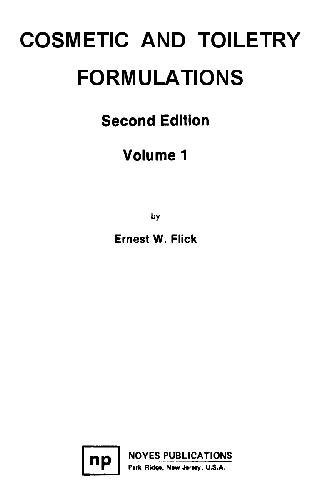 COSMETIC AND TOILETRY
FORMULATIONS
Second Edition
Volume 1
by
Ernest W. Flick
np
NOYES PUBLICATIONS
Park Ridge, New Jersey, U.S.A.